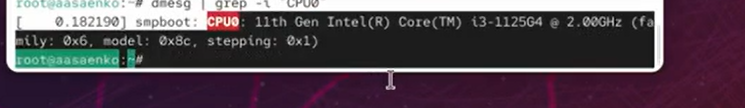 root@aasaenko:~# dmesg | grep -i "CPU0"
[    0.182190] smpboot: CPU0: 11th Gen Intel(R) Core(TM) i3-1125G4 @ 2.00GHz (fa
mily: 0x6, model: 0x8c, stepping: 0x1)
root@aasaenko:~#